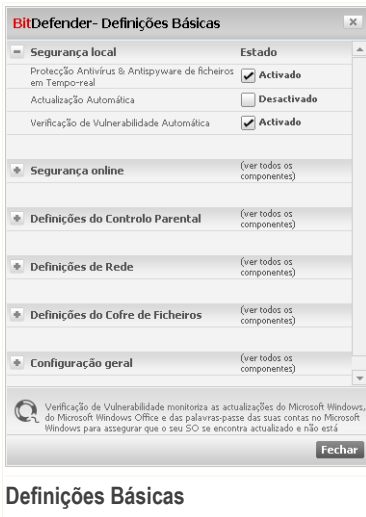 BitDefender- Definições Básicas
Segurança local Estado
Protecção Antivírus & Antispyware de ficheiros em Tempo-real Activado
Actualização Automática Desactivado
Verificação de Vulnerabilidade Automática Activado
Segurança online (ver todos os componentes)
Definições do Controlo Parental (ver todos os componentes)
Definições de Rede (ver todos os componentes)
Definições do Cofre de Ficheiros (ver todos os componentes)
Configuração geral (ver todos os componentes)
Verificação de Vulnerabilidade monitoriza as actualizações do Microsoft Windows,
do Microsoft Windows Office e das palavras-passe das suas contas no Microsoft
Windows para assegurar que o seu SO se encontra actualizado e não está
Fechar
Definições Básicas